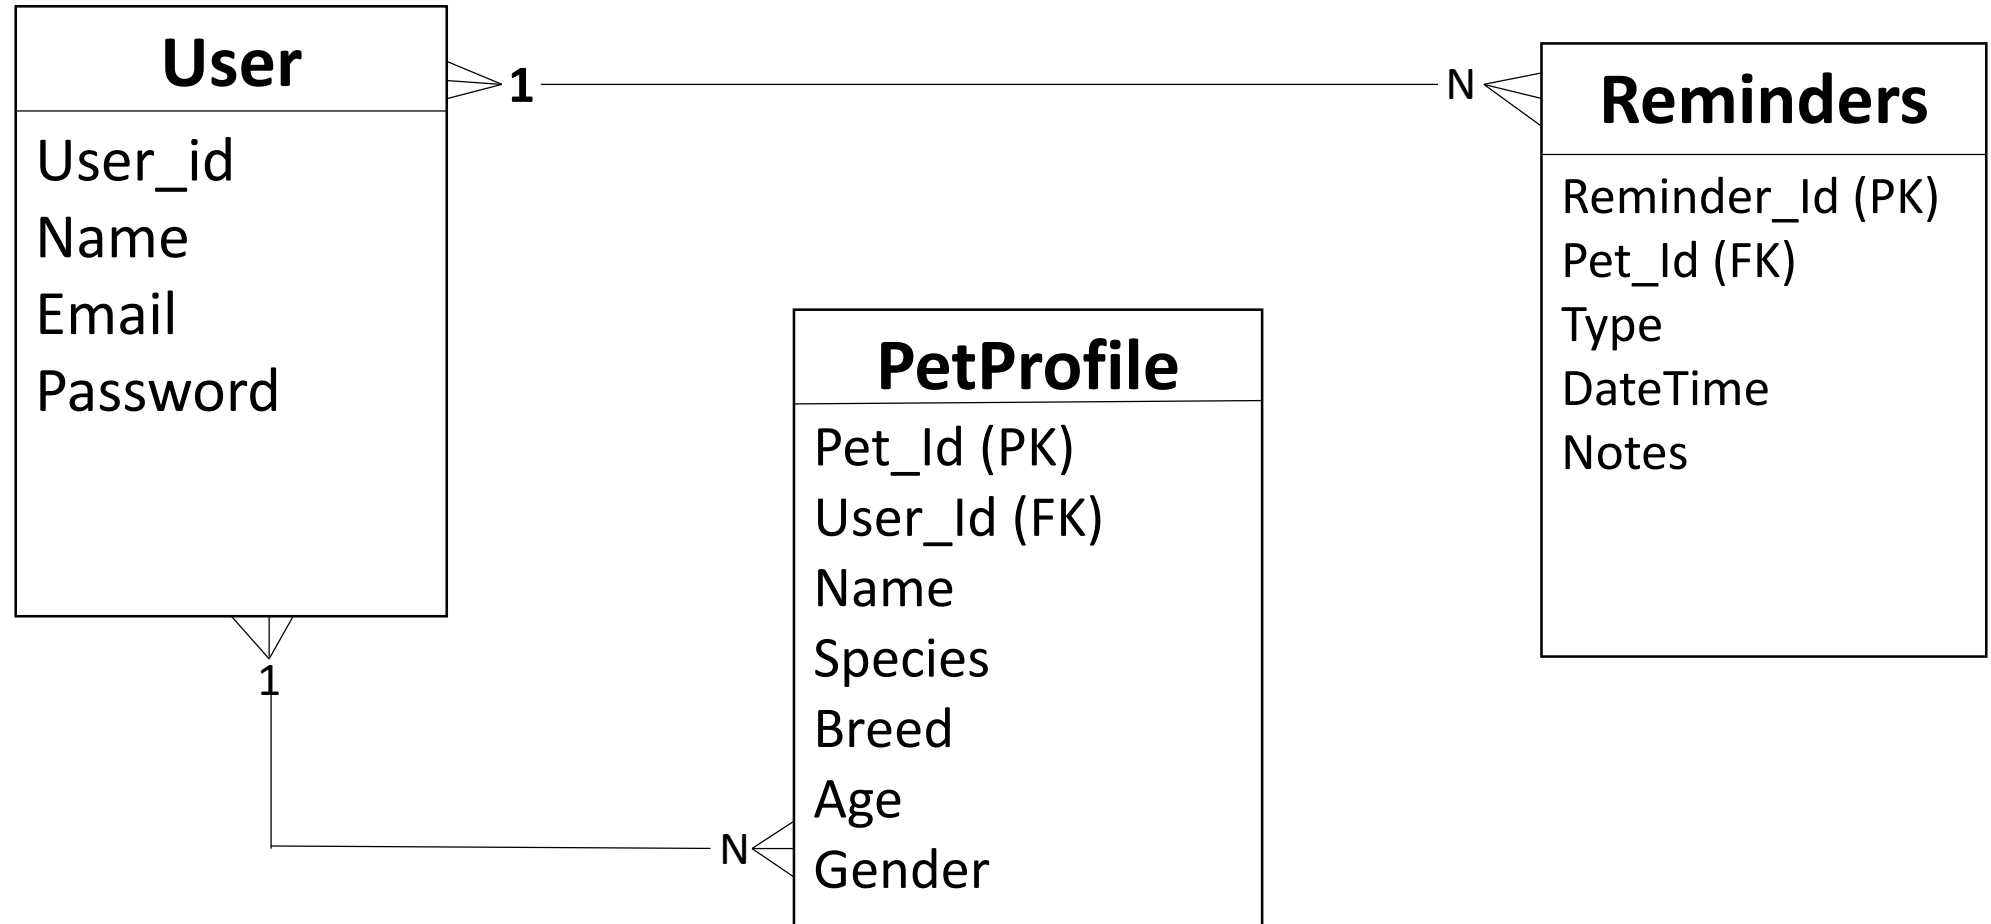 User
User_id
Name
Email
Password
1
N
Reminders
Reminder_Id (PK)
Pet_Id (FK)
Type
DateTime
Notes
PetProfile
Pet_Id (PK)
User_Id (FK)
Name
Species
Breed
Age
Gender
1
N